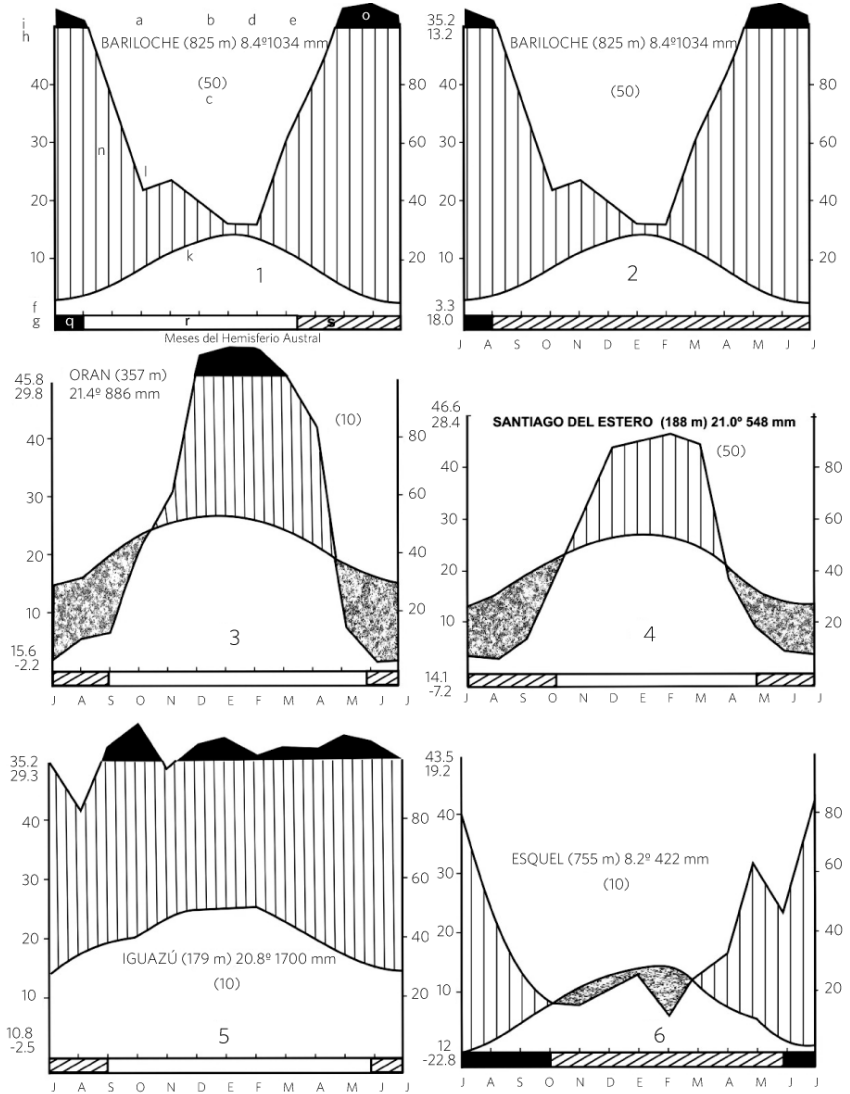 a b d e
i 35.2
h 13.2
o
BARILOCHE (825 m) 8.4º1034 mm
(50)
c
40 80
30 60
n l
20 40
10 20
k
1
f
g
q r s
Meses del Hemisferio Austral
35.2
13.2
BARILOCHE (825 m) 8.4º1034 mm
(50)
40 80
30 60
20 40
10 20
2
3.3
18.0
J A S O N D E F M A M J J
45.8
29.8
ORAN (357 m)
21.4º 886 mm
(10)
40 80
30 60
20 40
10 20
3
15.6
-2.2
J A S O N D E F M A M J J
46.6
28.4
SANTIAGO DEL ESTERO (188 m) 21.0º 548 mm
100
(50)
40 80
30 60
20 40
10 20
4
14.1
-7.2
J A S O N D E F M A M J J
35.2
29.3
40 80
30 60
20 40
IGUAZÚ (179 m) 20.8º 1700 mm
(10)
10 20
5
10.8
-2.5
J A S O N D E F M A M J J
43.5
19.2
40 80
ESQUEL (755 m) 8.2º 422 mm
(10)
30 60
20 40
10 20
6
12
-22.8
J A S O N D E F M A M J J